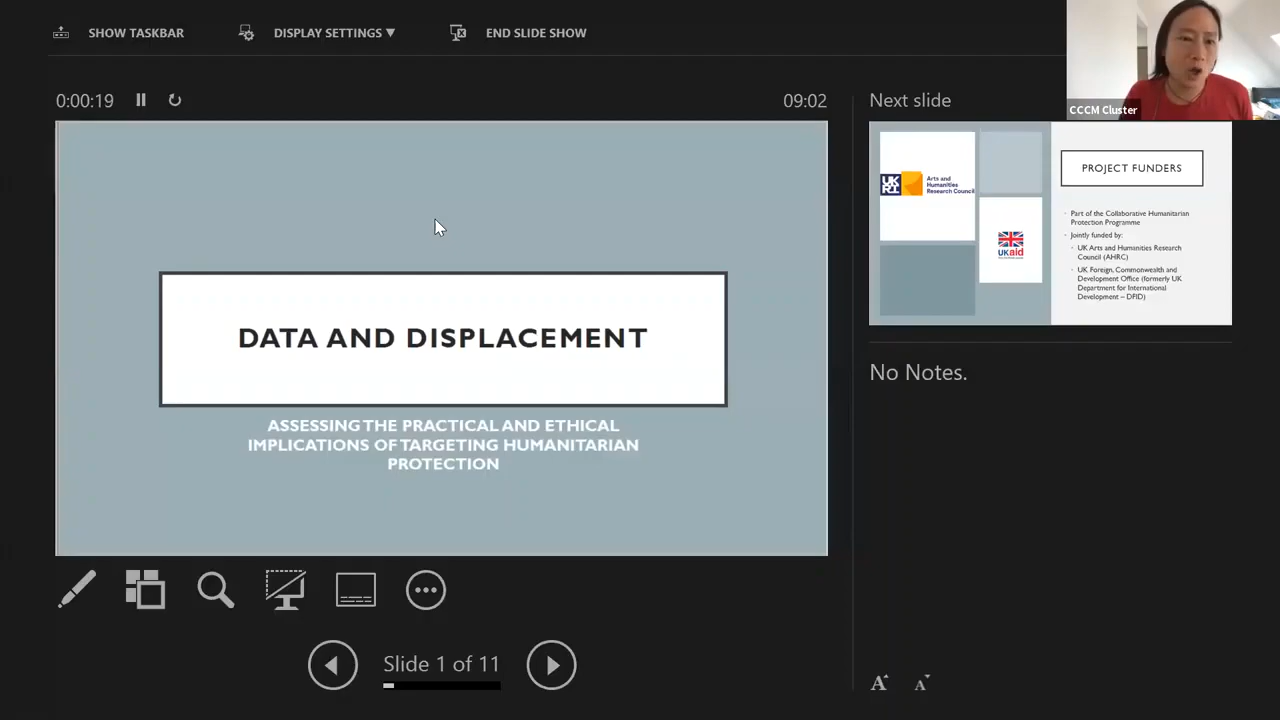 SHOW TASKBAR
DISPLAY SETTINGS ▼
END SLIDE SHOW
CCCM Cluster
0:00:19
09:02
Next slide
DATA AND DISPLACEMENT
ASSESSING THE PRACTICAL AND ETHICAL
IMPLICATIONS OF TARGETING HUMANITARIAN
PROTECTION
UK
RI
Arts and
Humanities
Research Council
UKaid
PROJECT FUNDERS
Part of the Collaborative Humanitarian
Protection Programme
Jointly funded by:
UK Arts and Humanities Research
Council (AHRC)
UK Foreign, Commonwealth and
Development Office (formerly UK
Department for International
Development – DFID)
No Notes.
Slide 1 of 11
A
A